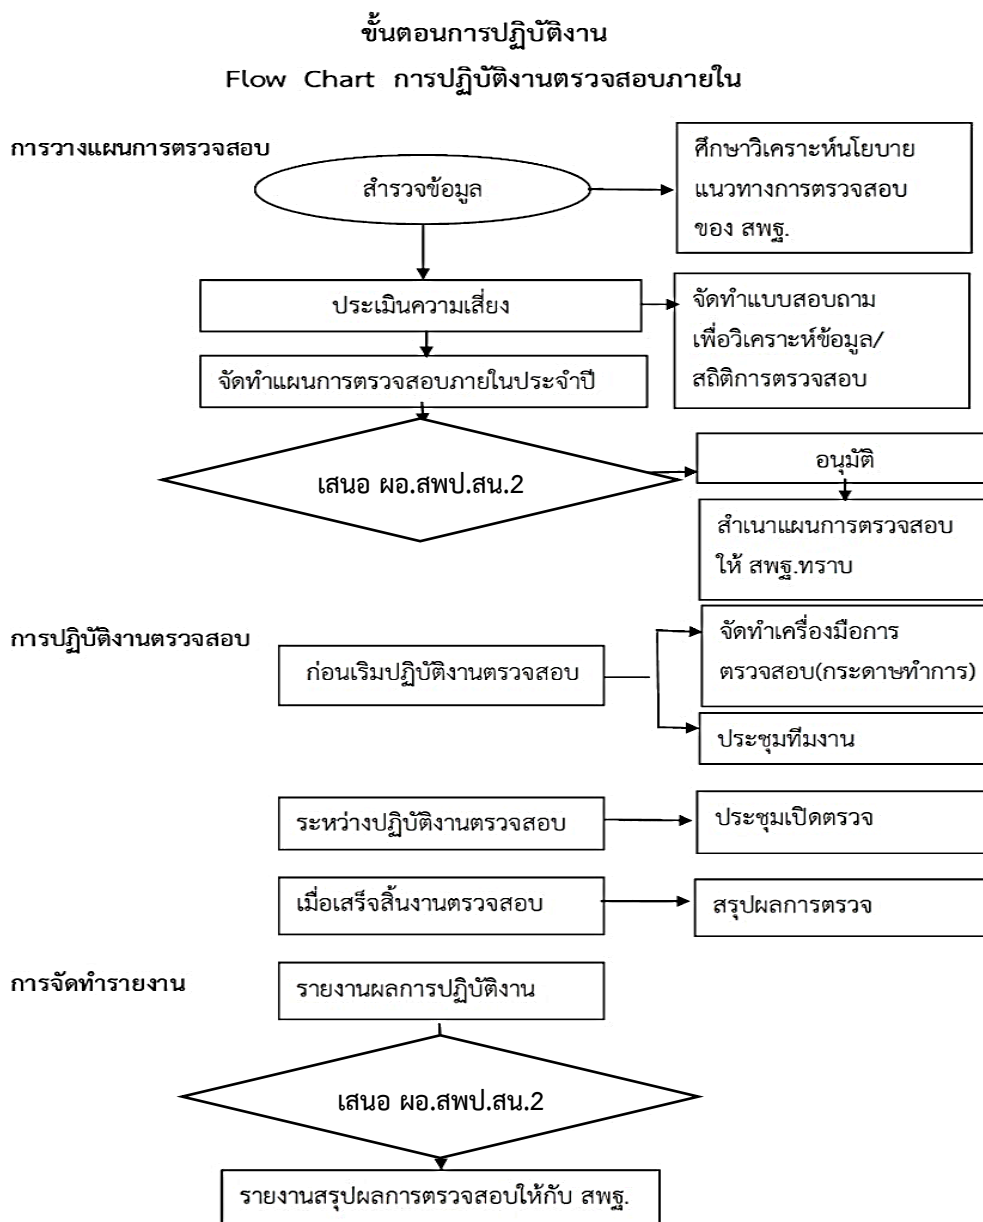 ขั้นตอนการปฏิบัติงาน
Flow Chart การปฏิบัติงานตรวจสอบภายใน
การวางแผนการตรวจสอบ
สำรวจข้อมูล
ศึกษาวิเคราะห์นโยบาย
แนวทางการตรวจสอบ
ของ สพฐ.
ประเมินความเสี่ยง
จัดทำแบบสอบถาม
เพื่อวิเคราะห์ข้อมูล/
สถิติการตรวจสอบ
จัดทำแผนการตรวจสอบภายในประจำปี
เสนอ ผอ.สพป.สน.2
อนุมัติ
สำเนาแผนการตรวจสอบ
ให้ สพฐ.ทราบ
การปฏิบัติงานตรวจสอบ
ก่อนเริ่มปฏิบัติงานตรวจสอบ
จัดทำเครื่องมือการ
ตรวจสอบ(กระดาษทำการ)
ประชุมทีมงาน
ระหว่างปฏิบัติงานตรวจสอบ
ประชุมเปิดตรวจ
เมื่อเสร็จสิ้นงานตรวจสอบ
สรุปผลการตรวจ
การจัดทำรายงาน
รายงานผลการปฏิบัติงาน
เสนอ ผอ.สพป.สน.2
รายงานสรุปผลการตรวจสอบให้กับ สพฐ.